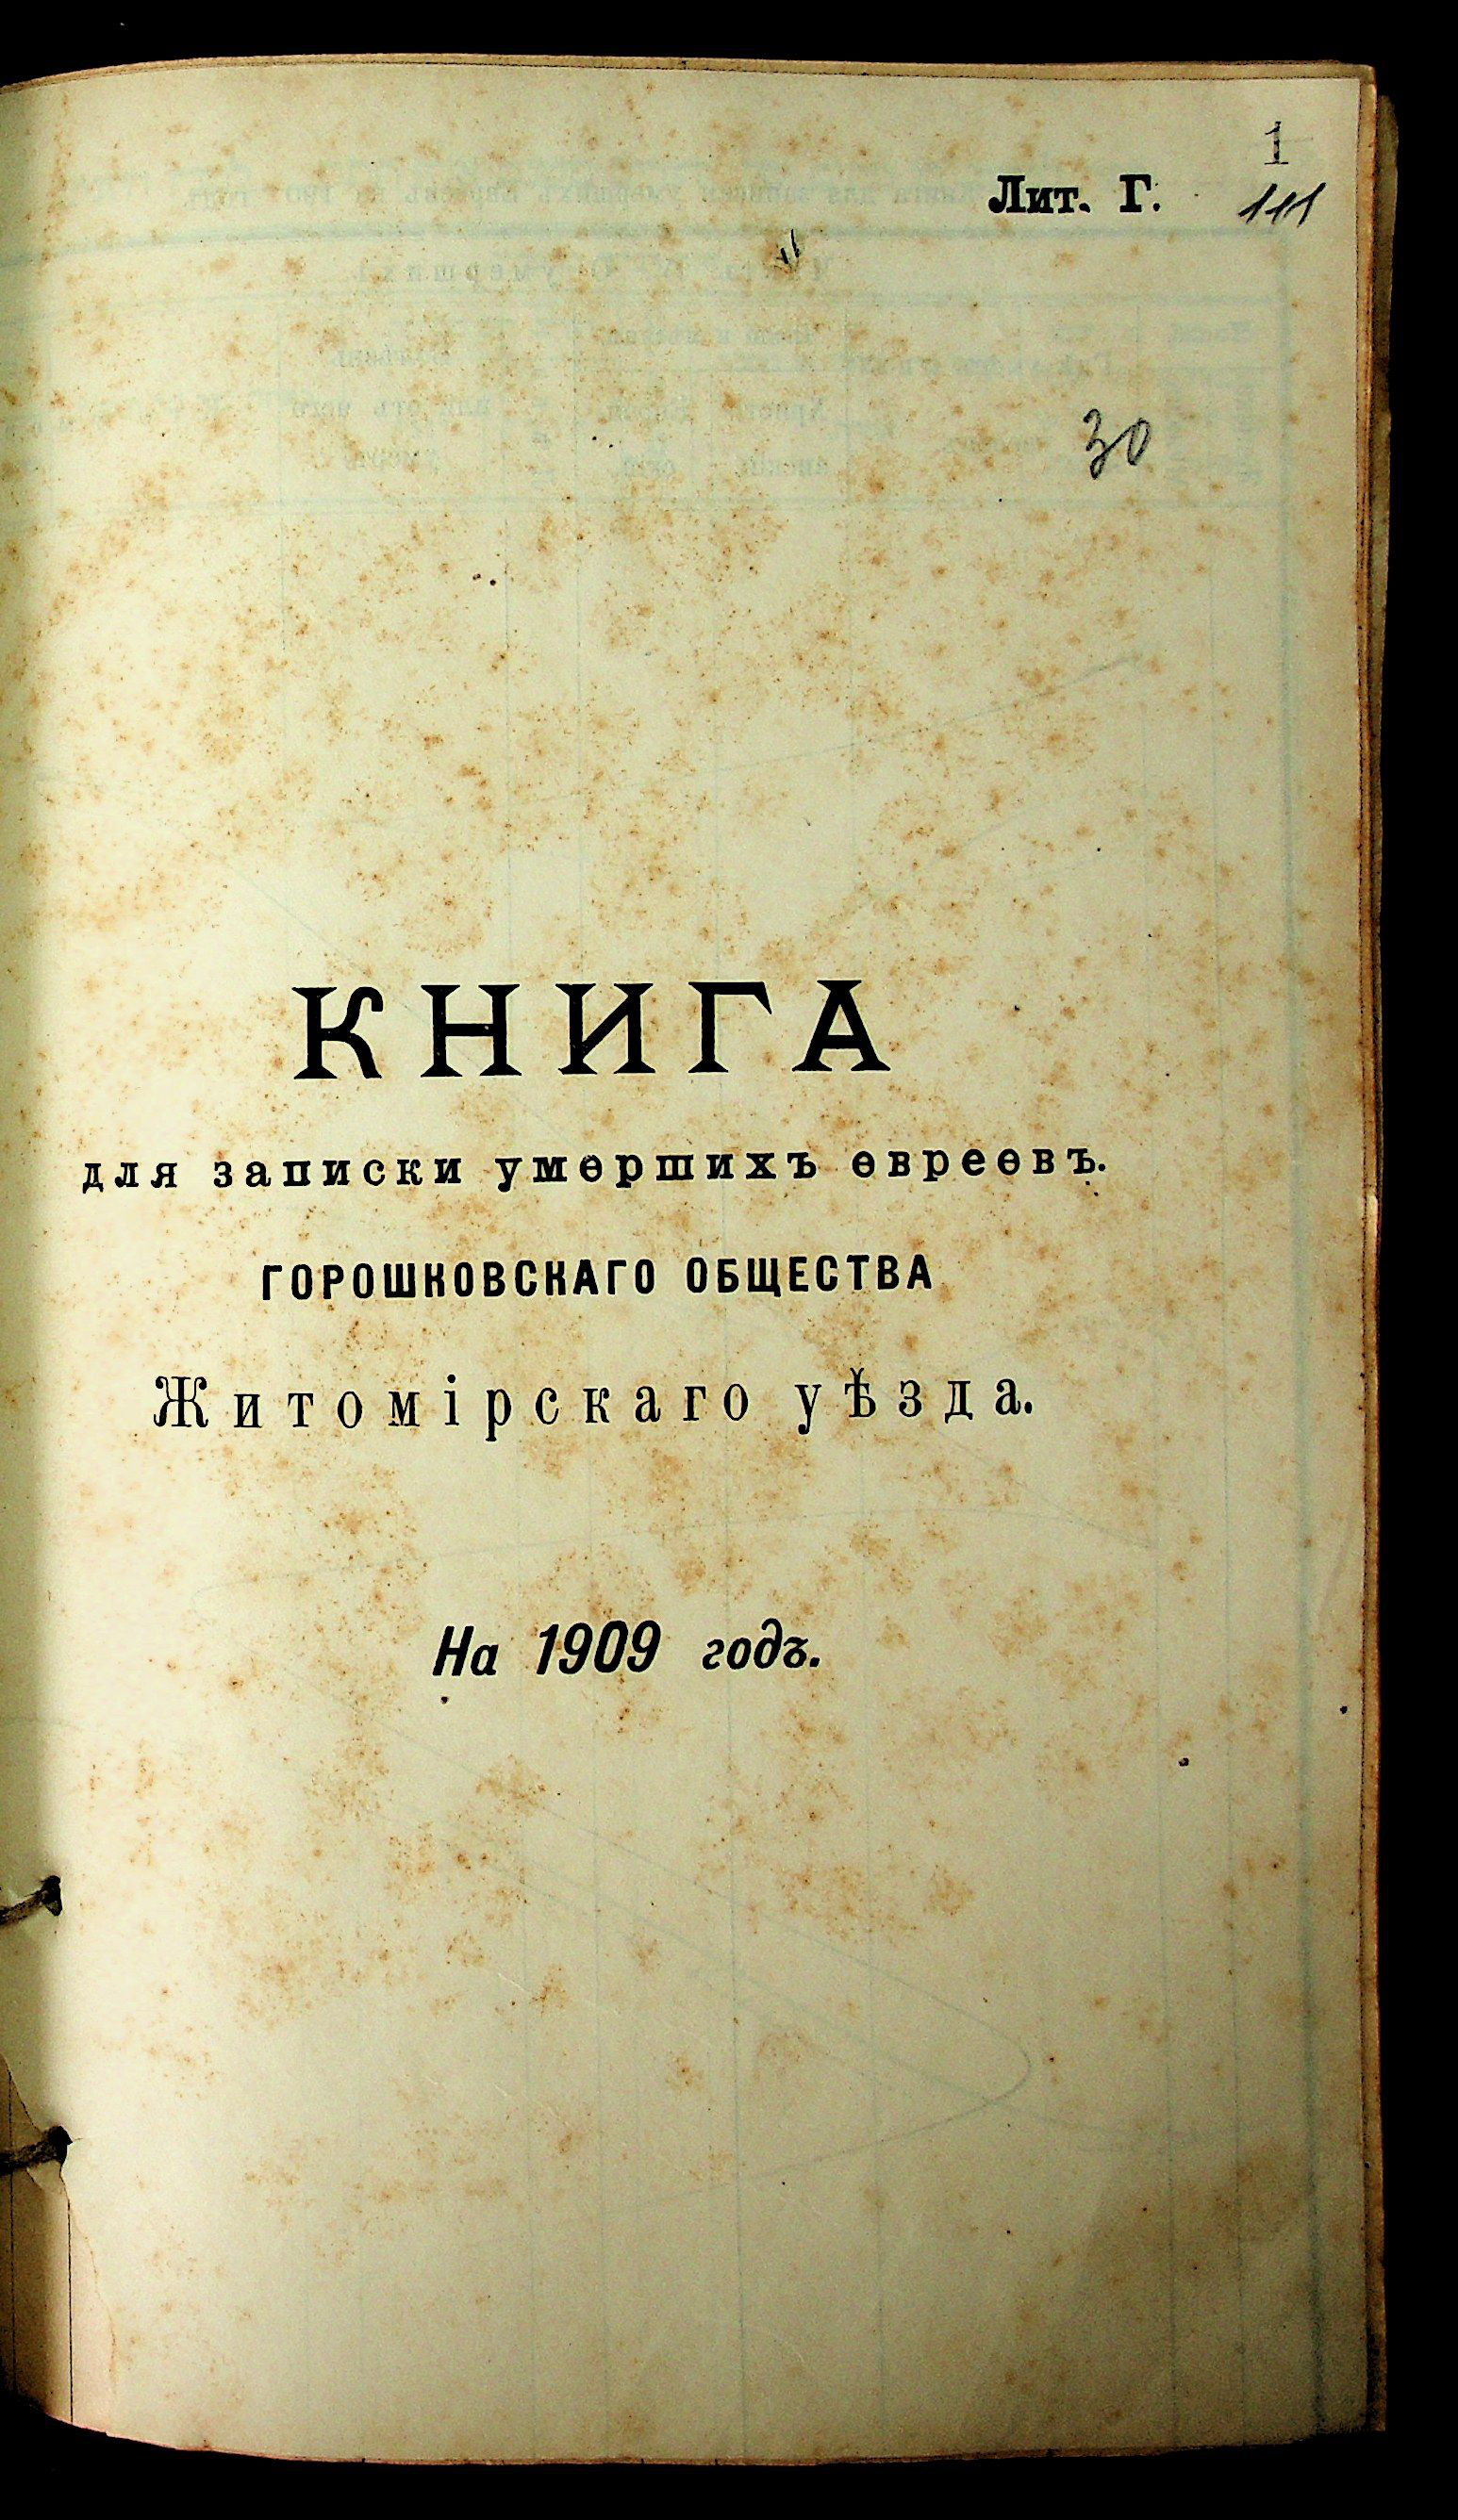 1
Лит. Г. 111
30
КНИГА
для записки умершихъ евреевъ.
ГОРОШКОВСКАГО ОБЩЕСТВА
Житомірскаго уѣзда.
На 1909 годъ.